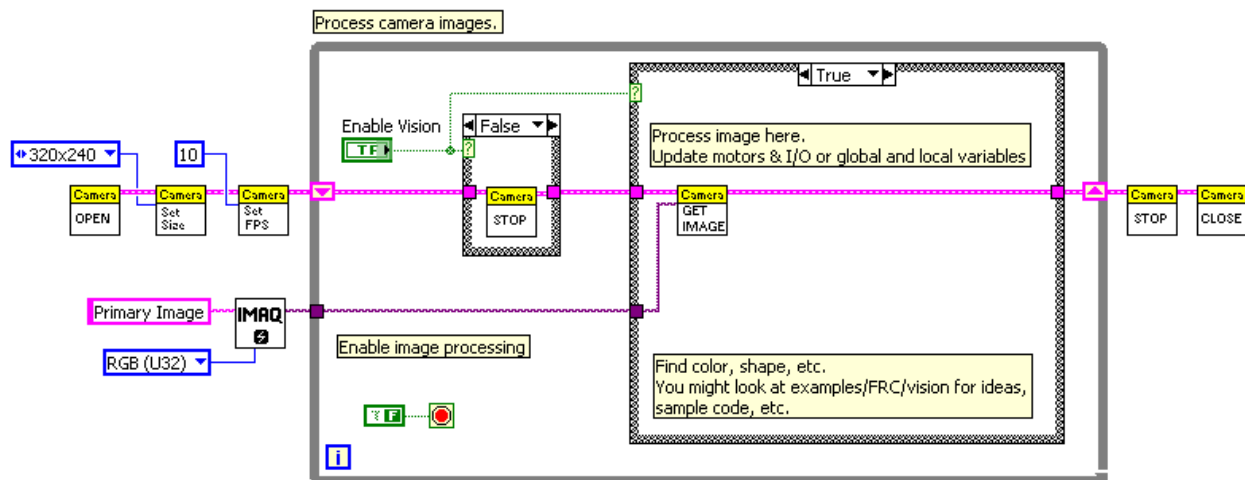 Process camera images.
True
Enable Vision
False
?
?
320x240
10
TF
Process image here.
Update motors & I/O or global and local variables
Camera
OPEN
Camera
Set
Size
Camera
Set
FPS
Camera
STOP
Camera
GET
IMAGE
Camera
STOP
Camera
CLOSE
Primary Image
IMAQ
RGB (U32)
Enable image processing
Find color, shape, etc.
You might look at examples/FRC/vision for ideas,
sample code, etc.
F
i